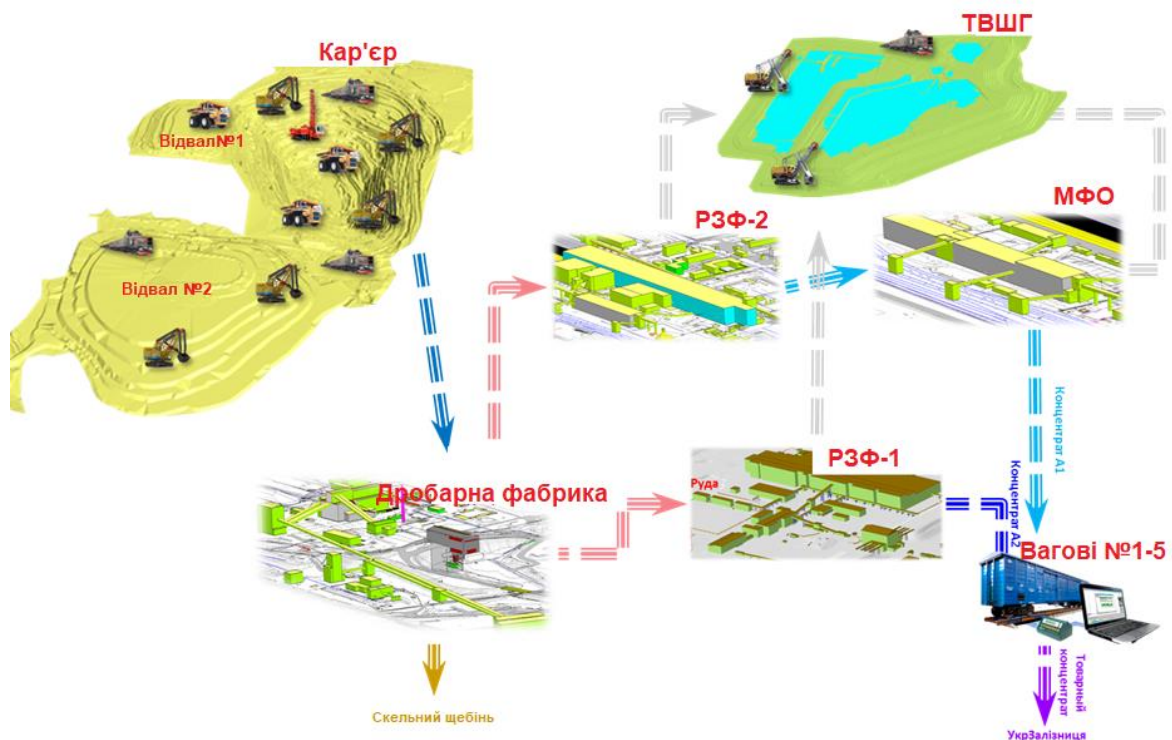 ТВШГ
Кар'єр
Відвал№1
МФО
РЗФ-2
Відвал №2
Концентрат А1
РЗФ-1
Дробарна фабрика
Руда
Концентрат А2
Вагові №1-5
Товарный
концентрат
Скельний щебінь
УкрЗалізниця